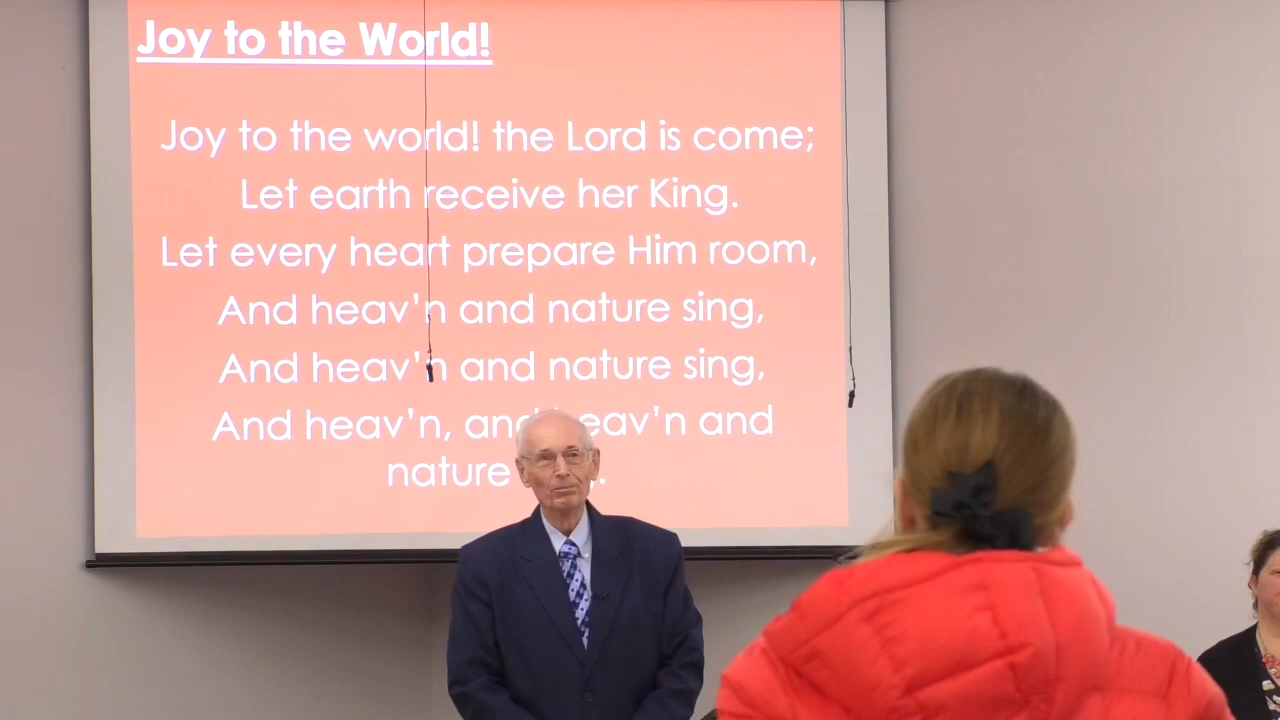 Joy to the World!
Joy to the world! the Lord is come;
Let earth receive her King.
Let every heart prepare Him room,
And heav’n and nature sing,
And heav’n and nature sing,
And heav’n, and heav’n and
nature